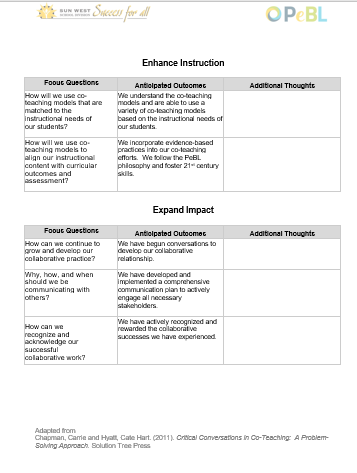 SUN WEST
Success for all
OPeBL
Enhance Instruction
Focus Questions
Anticipated Outcomes
Additional Thoughts
How will we use co-
teaching models that are
matched to the
instructional needs of
our students?
We understand the co-teaching
models and are able to use a
variety of co-teaching models
based on the instructional needs of
our students.
How will we use co-
teaching models to
align our instructional
content with curricular
outcomes and
assessment?
We incorporate evidence-based
practices into our co-teaching
efforts. We follow the PeBL
philosophy and foster 21st century
skills.
Expand Impact
Focus Questions
Anticipated Outcomes
Additional Thoughts
How can we continue to
grow and develop our
collaborative practice?
We have begun conversations to
develop our collaborative
relationship.
Why, how, and when
should we be
communicating with
others?
We have developed and
implemented a comprehensive
communication plan to actively
engage all necessary
stakeholders.
How can we
recognize and
acknowledge our
successful
collaborative work?
We have actively recognized and
rewarded the collaborative
successes we have experienced.
Adapted from
Chapman, Carrie and Hyatt, Cate Hart. (2011). Critical Conversations in Co-Teaching: A Problem-
Solving Approach. Solution Tree Press